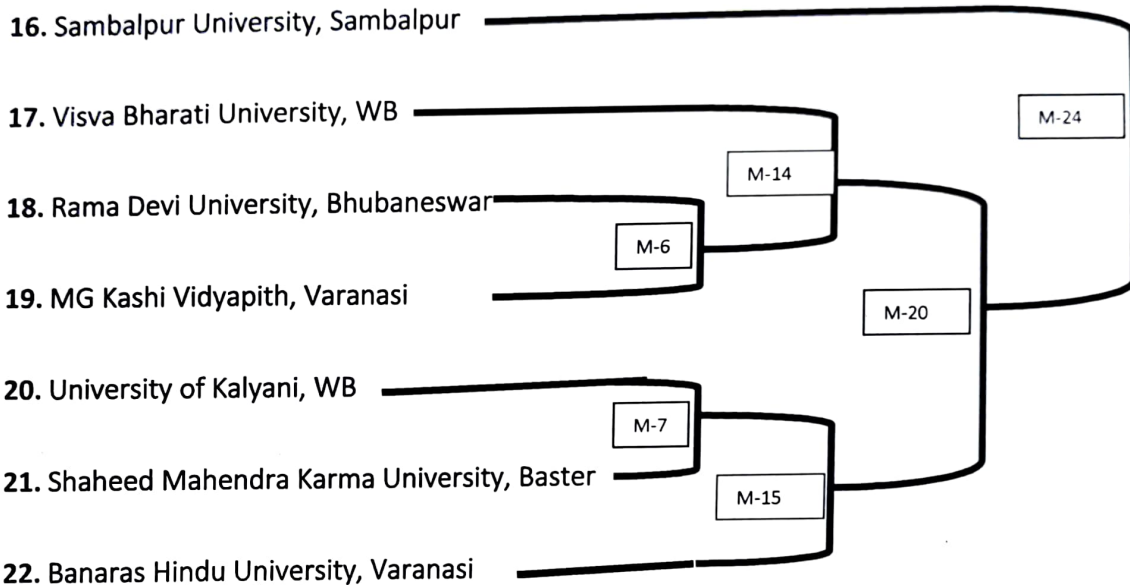 16. Sambalpur University, Sambalpur
17. Visva Bharati University, WB
M-24
M-14
18. Rama Devi University, Bhubaneswar
M-6
19. MG Kashi Vidyapith, Varanasi
M-20
20. University of Kalyani, WB
M-7
21. Shaheed Mahendra Karma University, Baster
M-15
22. Banaras Hindu University, Varanasi